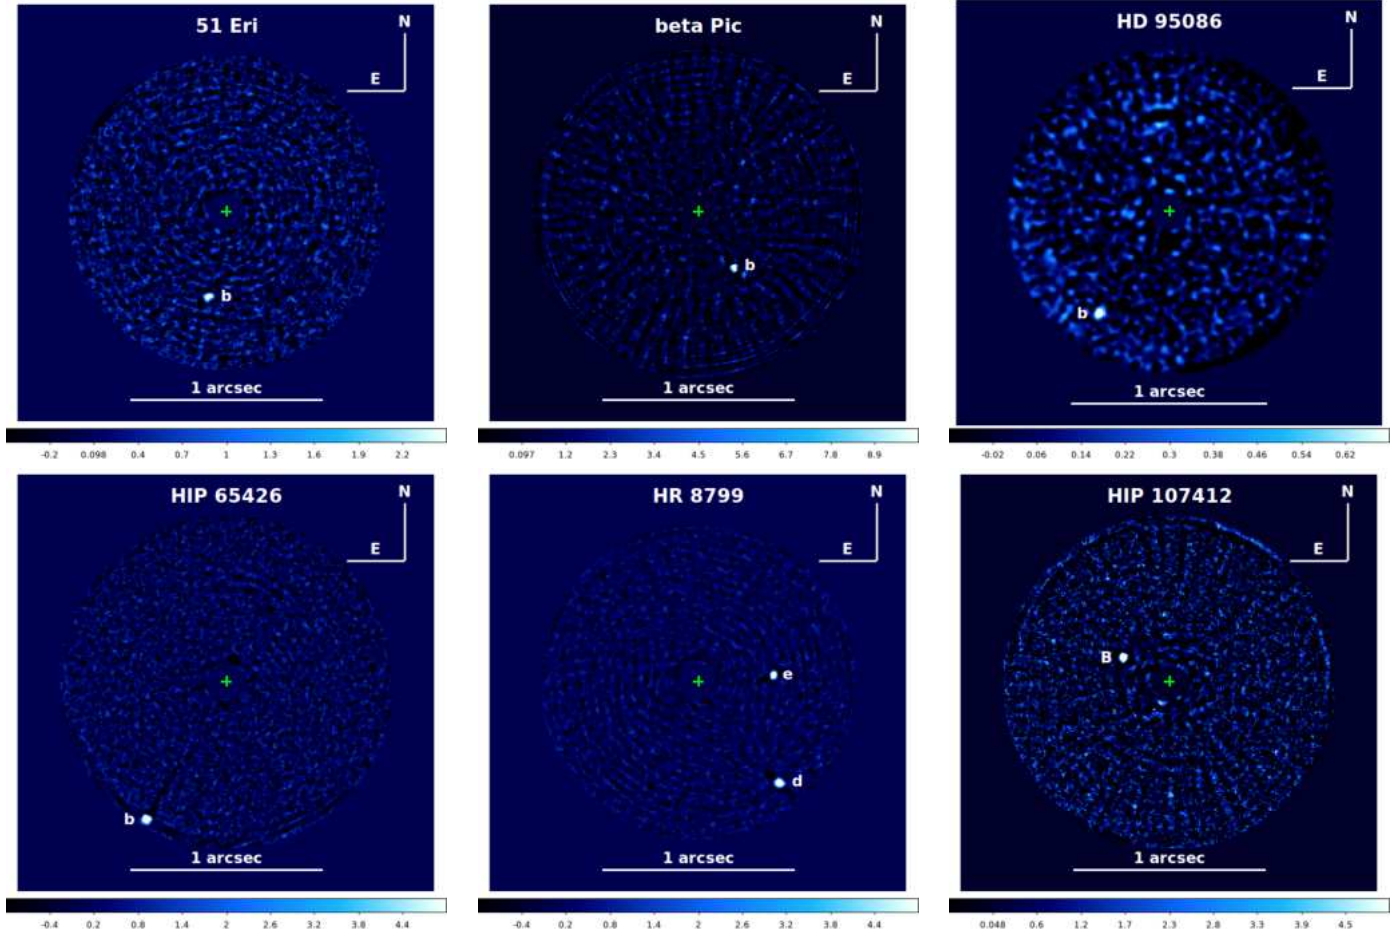 51 Eri
N
E
b
1 arcsec
-0.2 0.098 0.4 0.7 1 1.3 1.6 1.9 2.2
beta Pic
N
E
b
1 arcsec
0.097 1.2 2.3 3.4 4.5 5.6 6.7 7.8 8.9
HD 95086
N
E
b
1 arcsec
-0.02 0.06 0.14 0.22 0.3 0.38 0.46 0.54 0.62
HIP 65426
N
E
b
1 arcsec
-0.4 0.2 0.8 1.4 2 2.6 3.2 3.8 4.4
HR 8799
N
E
e
d
1 arcsec
-0.4 0.2 0.8 1.4 2 2.6 3.2 3.8 4.4
HIP 107412
N
E
B
1 arcsec
0.048 0.6 1.2 1.7 2.3 2.8 3.4 3.9 4.5